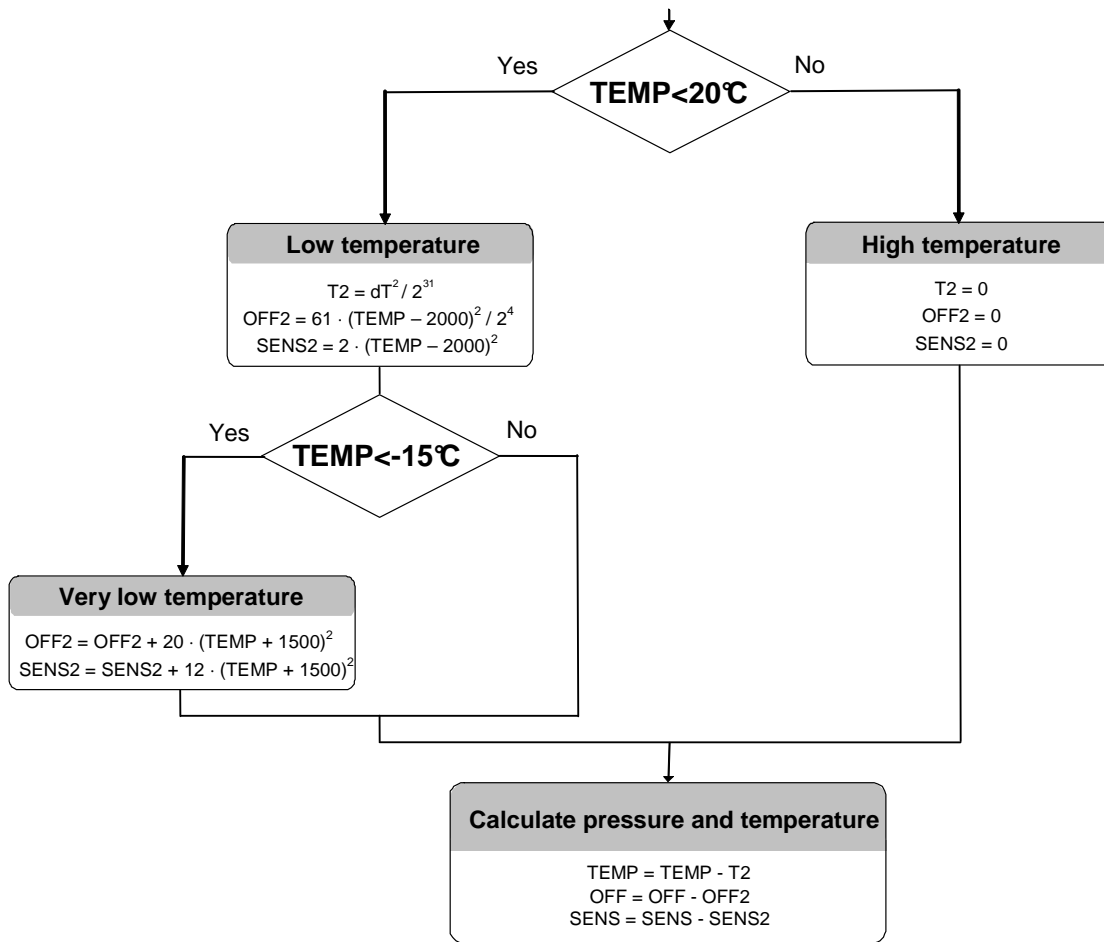 Yes
No
TEMP<20°C
Low temperature
T2 = dT² / 2³¹
OFF2 = 61 · (TEMP – 2000)² / 2⁴
SENS2 = 2 · (TEMP – 2000)²
High temperature
T2 = 0
OFF2 = 0
SENS2 = 0
Yes
No
TEMP<-15°C
Very low temperature
OFF2 = OFF2 + 20 · (TEMP + 1500)²
SENS2 = SENS2 + 12 · (TEMP + 1500)²
Calculate pressure and temperature
TEMP = TEMP - T2
OFF = OFF - OFF2
SENS = SENS - SENS2